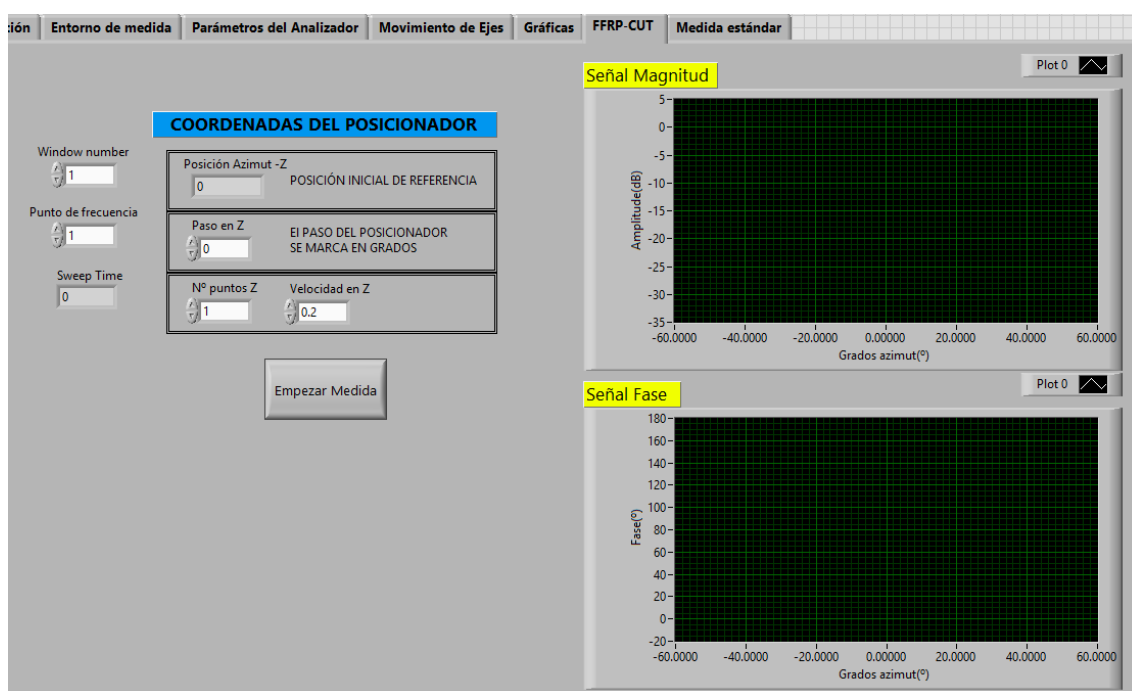 ión
Entorno de medida
Parámetros del Analizador
Movimiento de Ejes
Gráficas
FFRP-CUT
Medida estándar
COORDENADAS DEL POSICIONADOR
Window number
1
Punto de frecuencia
1
Sweep Time
0
Posición Azimut -Z
0
POSICIÓN INICIAL DE REFERENCIA
Paso en Z
0
El PASO DEL POSICIONADOR
SE MARCA EN GRADOS
Nº puntos Z
1
Velocidad en Z
0.2
Empezar Medida
Señal Magnitud
Plot 0
Amplitude(dB)
5
0
-5
-10
-15
-20
-25
-30
-35
-60.0000 -40.0000 -20.0000 0.00000 20.0000 40.0000 60.0000
Grados azimut(º)
Señal Fase
Plot 0
Fase(º)
180
160
140
120
100
80
60
40
20
0
-20
-60.0000 -40.0000 -20.0000 0.00000 20.0000 40.0000 60.0000
Grados azimut(º)